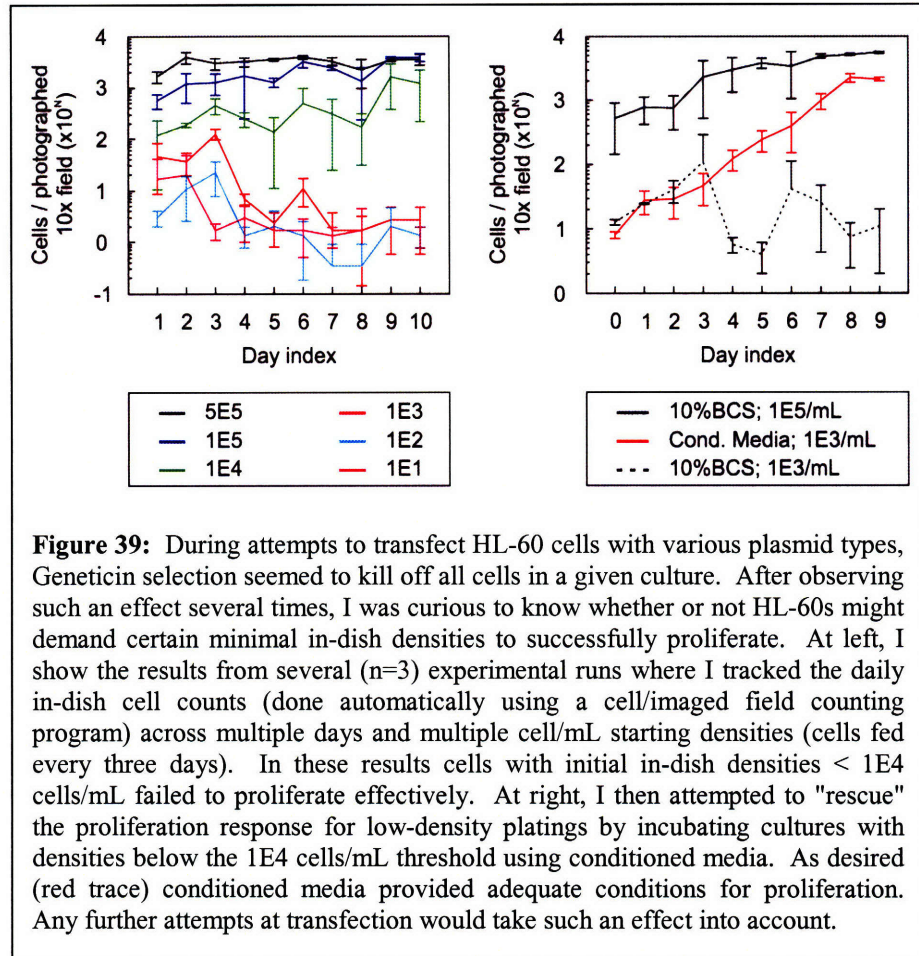 4
3
2
1
0
-1
Cells / photographed
10x field (x10^N)
1 2 3 4 5 6 7 8 9 10
Day index
5E5
1E5
1E4
1E3
1E2
1E1
4
3
2
1
0
Cells / photographed
10x field (x10^N)
0 1 2 3 4 5 6 7 8 9
Day index
10%BCS; 1E5/mL
Cond. Media; 1E3/mL
10%BCS; 1E3/mL
Figure 39: During attempts to transfect HL-60 cells with various plasmid types,
Geneticin selection seemed to kill off all cells in a given culture. After observing
such an effect several times, I was curious to know whether or not HL-60s might
demand certain minimal in-dish densities to successfully proliferate. At left, I
show the results from several (n=3) experimental runs where I tracked the daily
in-dish cell counts (done automatically using a cell/imaged field counting
program) across multiple days and multiple cell/mL starting densities (cells fed
every three days). In these results cells with initial in-dish densities < 1E4
cells/mL failed to proliferate effectively. At right, I then attempted to "rescue"
the proliferation response for low-density platings by incubating cultures with
densities below the 1E4 cells/mL threshold using conditioned media. As desired
(red trace) conditioned media provided adequate conditions for proliferation.
Any further attempts at transfection would take such an effect into account.